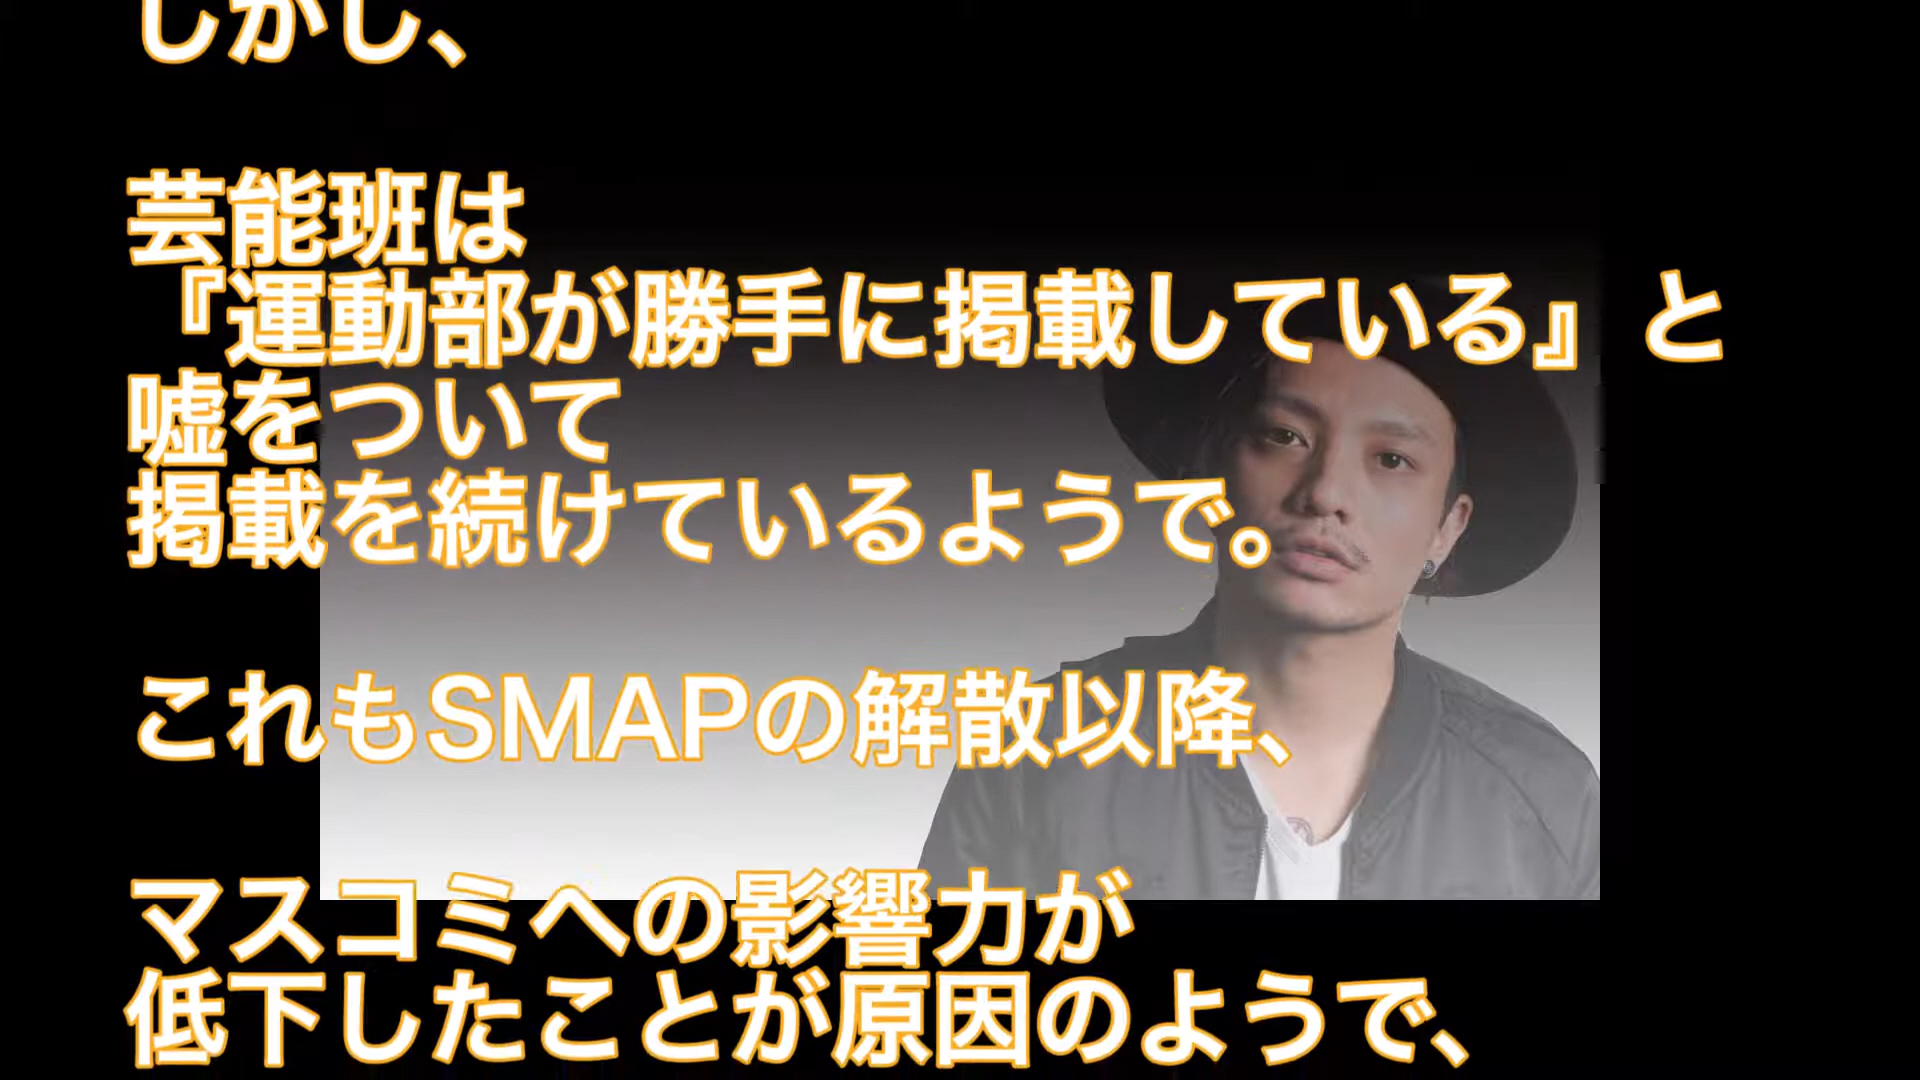 しかし、
芸能班は
『運動部が勝手に掲載している』と
嘘をついて
掲載を続けているようで。
これもSMAPの解散以降、
マスコミへの影響力が
低下したことが原因のようで、